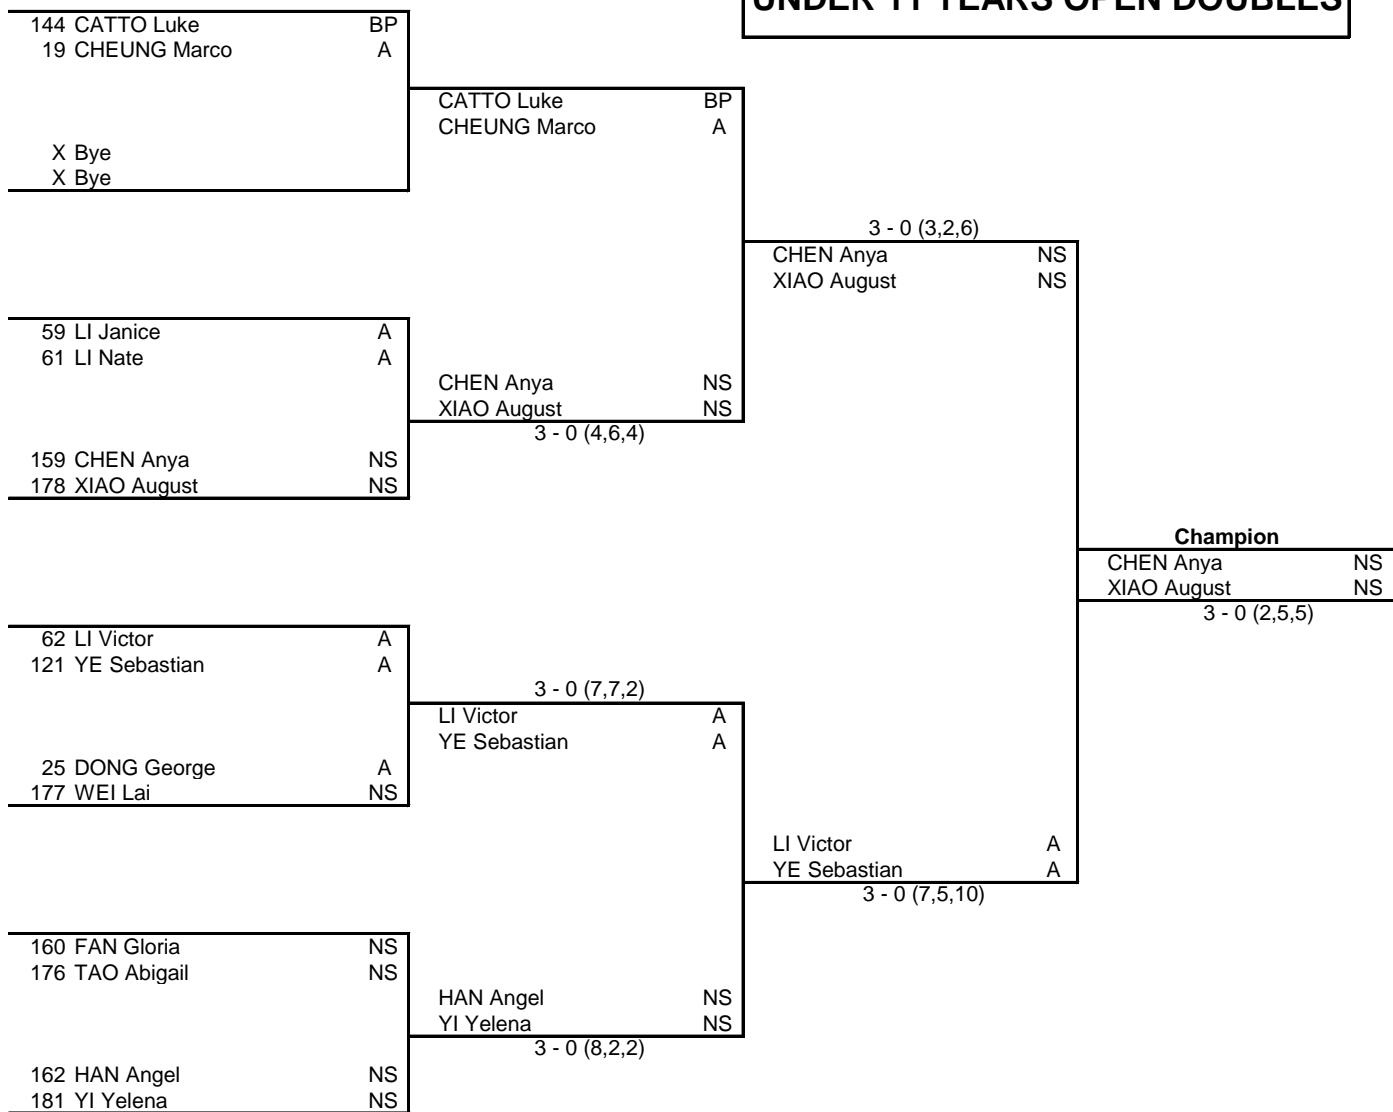 UNDER 11 YEARS OPEN DOUBLES
144 CATTO Luke BP
19 CHEUNG Marco A
CATTO Luke BP
CHEUNG Marco A
X Bye
X Bye
3 - 0 (3,2,6)
CHEN Anya NS
XIAO August NS
59 LI Janice A
61 LI Nate A
CHEN Anya NS
XIAO August NS
3 - 0 (4,6,4)
159 CHEN Anya NS
178 XIAO August NS
Champion
CHEN Anya NS
XIAO August NS
3 - 0 (2,5,5)
62 LI Victor A
121 YE Sebastian A
3 - 0 (7,7,2)
LI Victor A
YE Sebastian A
25 DONG George A
177 WEI Lai NS
LI Victor A
YE Sebastian A
3 - 0 (7,5,10)
160 FAN Gloria NS
176 TAO Abigail NS
HAN Angel NS
YI Yelena NS
3 - 0 (8,2,2)
162 HAN Angel NS
181 YI Yelena NS